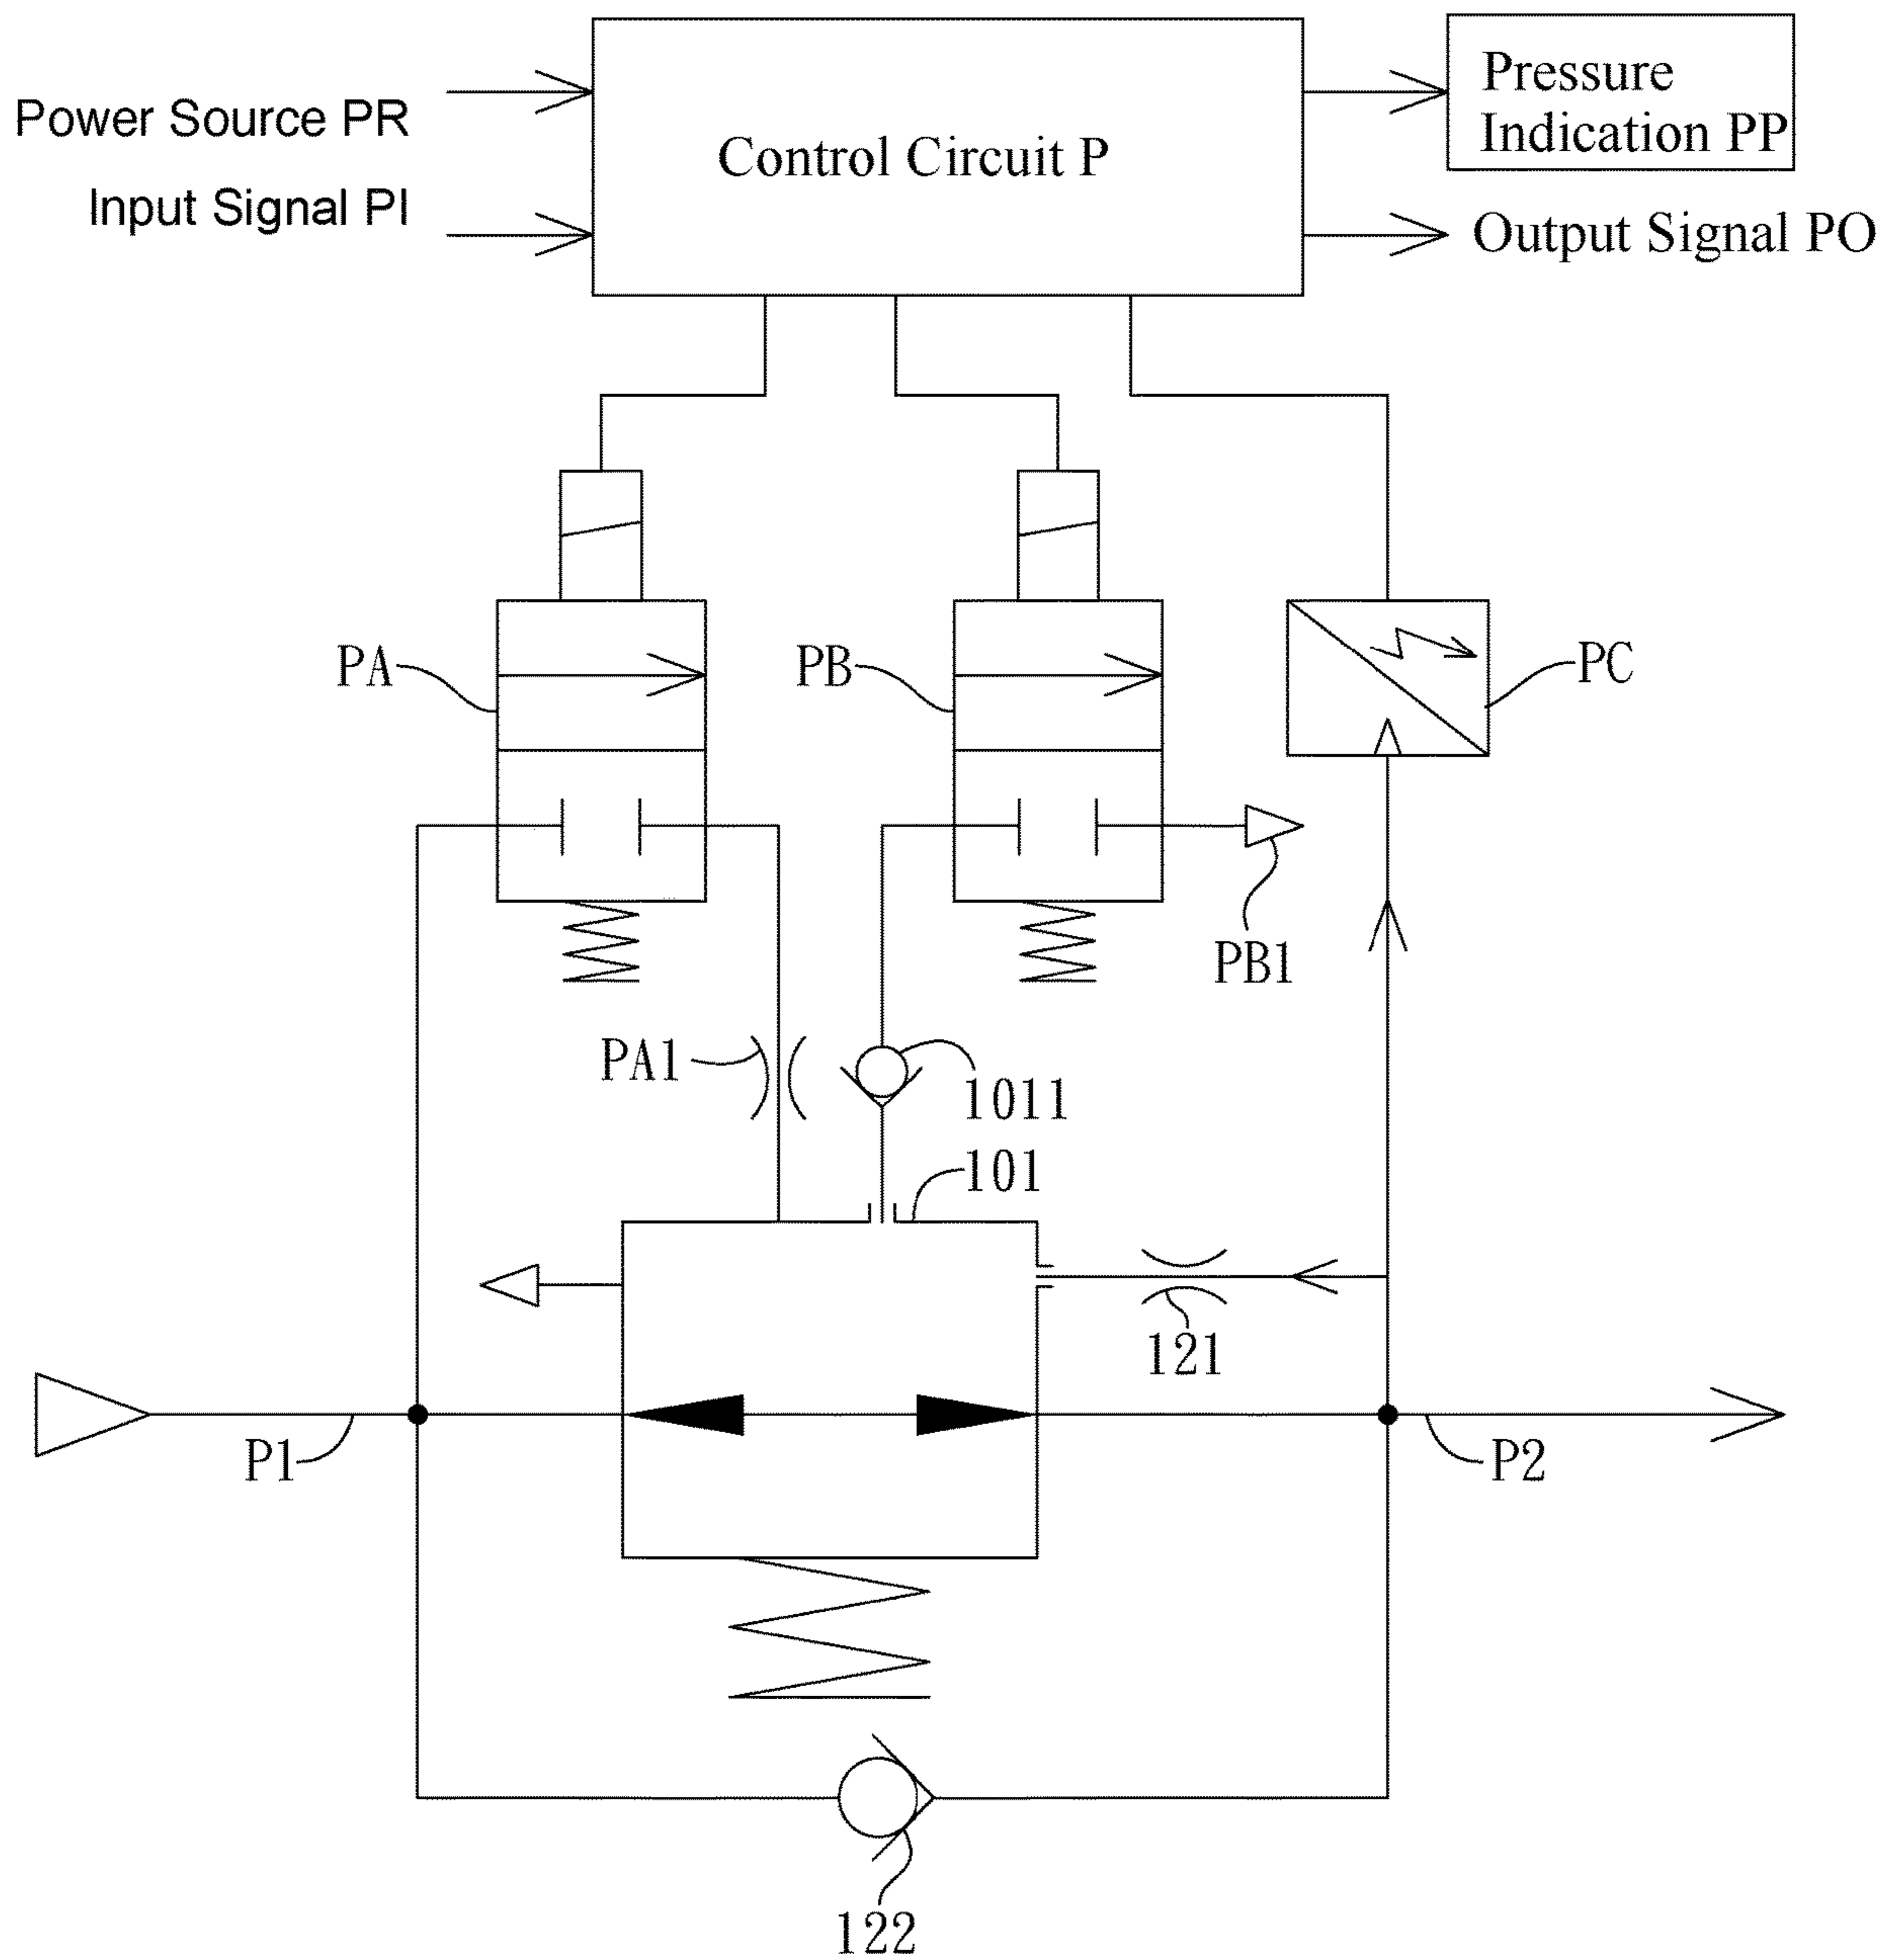 Power Source PR
Input Signal PI
Control Circuit P
Pressure
Indication PP
Output Signal PO
PA
PB
PC
PB1
PA1
1011
101
121
P1
P2
122